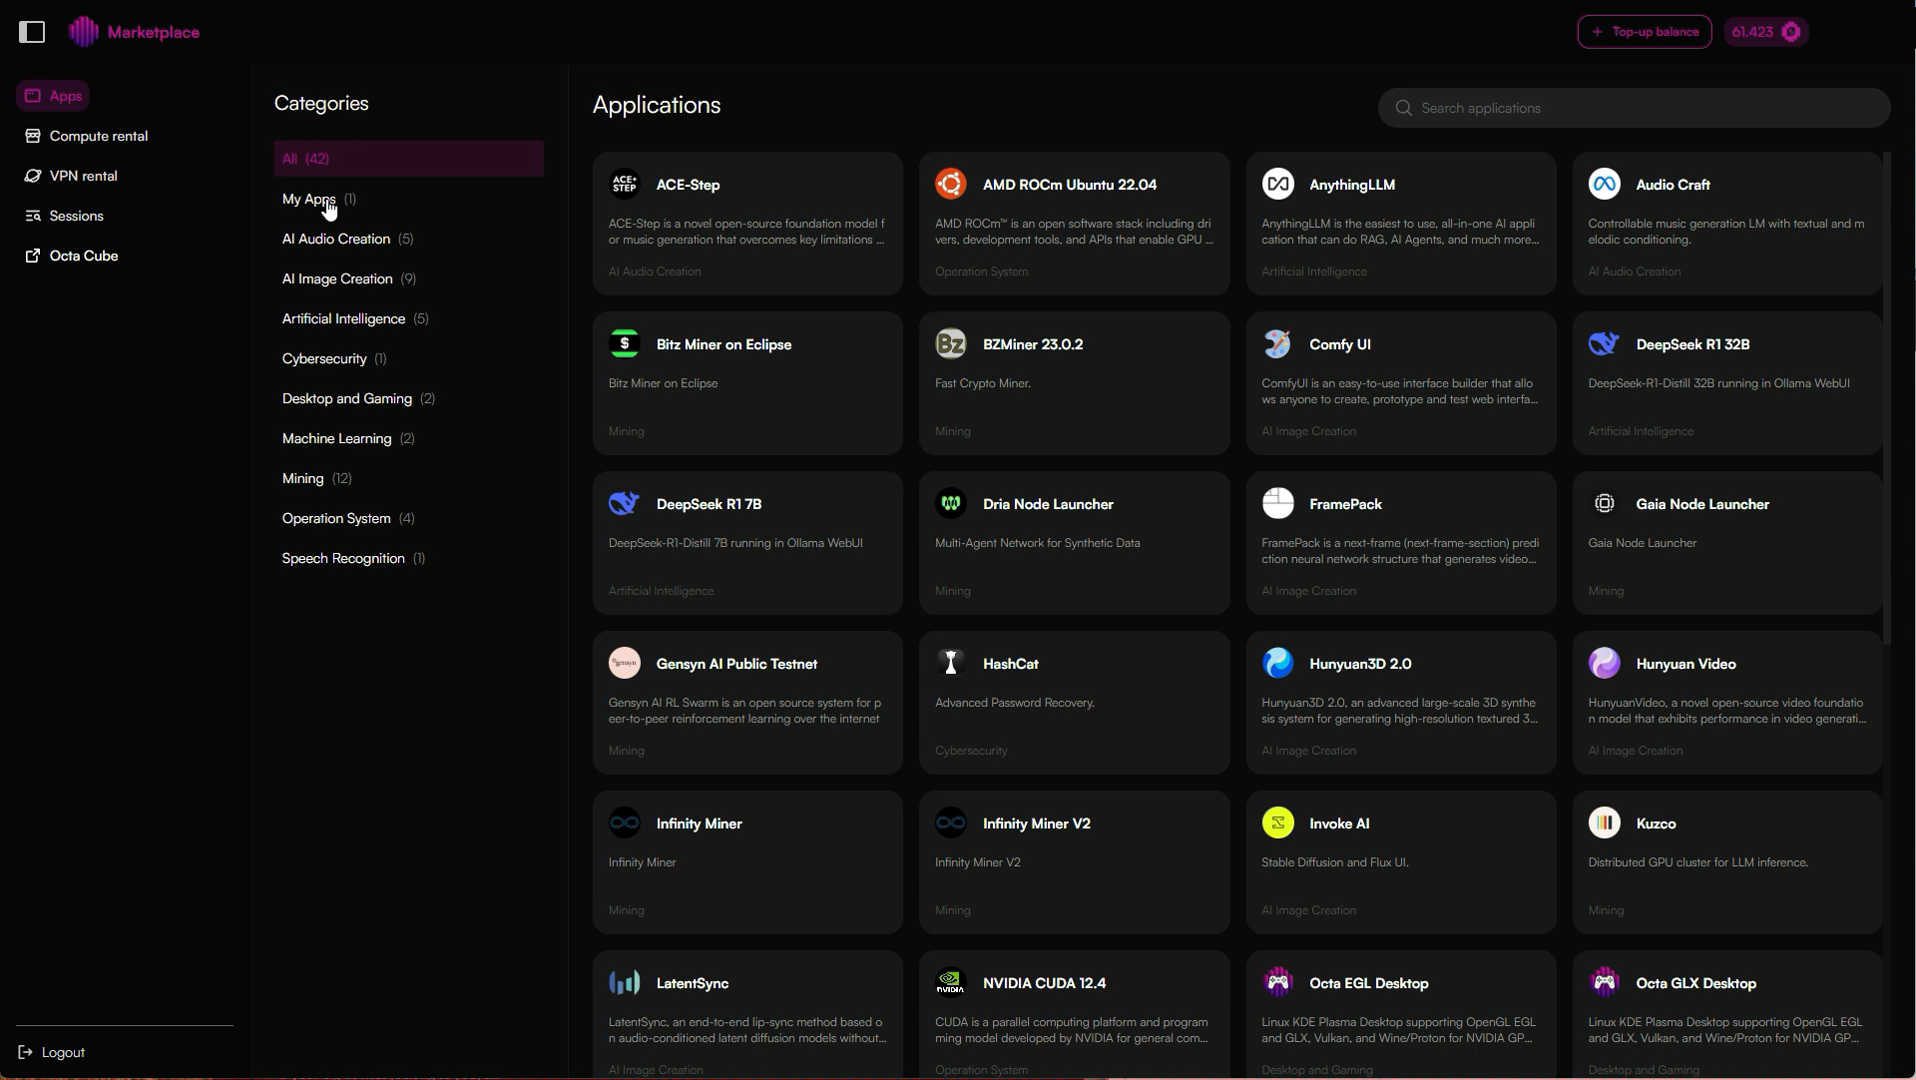 Marketplace
+ Top-up balance
61.423
Apps
Compute rental
VPN rental
Sessions
Octa Cube
Logout
Categories
All (42)
My Apps (1)
AI Audio Creation (5)
AI Image Creation (9)
Artificial Intelligence (5)
Cybersecurity (1)
Desktop and Gaming (2)
Machine Learning (2)
Mining (12)
Operation System (4)
Speech Recognition (1)
Applications
Search applications
ACE+
STEP
ACE-Step
ACE-Step is a novel open-source foundation model f
or music generation that overcomes key limitations ...
AI Audio Creation
AMD ROCm Ubuntu 22.04
AMD ROCm™ is an open software stack including dri
vers, development tools, and APIs that enable GPU ...
Operation System
AnythingLLM
AnythingLLM is the easiest to use, all-in-one AI appli
cation that can do RAG, AI Agents, and much more...
Artificial Intelligence
Audio Craft
Controllable music generation LM with textual and m
elodic conditioning.
AI Audio Creation
$
Bitz Miner on Eclipse
Bitz Miner on Eclipse
Mining
Bz
BZMiner 23.0.2
Fast Crypto Miner.
Mining
Comfy UI
ComfyUI is an easy-to-use interface builder that allo
ws anyone to create, prototype and test web interfa...
AI Image Creation
DeepSeek R1 32B
DeepSeek-R1-Distill 32B running in Ollama WebUI
Artificial Intelligence
DeepSeek R1 7B
DeepSeek-R1-Distill 7B running in Ollama WebUI
Artificial Intelligence
Dria Node Launcher
Multi-Agent Network for Synthetic Data
Mining
FramePack
FramePack is a next-frame (next-frame-section) predi
ction neural network structure that generates video...
AI Image Creation
Gaia Node Launcher
Gaia Node Launcher
Mining
gensyn
Gensyn AI Public Testnet
Gensyn AI RL Swarm is an open source system for p
eer-to-peer reinforcement learning over the internet
Mining
HashCat
Advanced Password Recovery.
Cybersecurity
Hunyuan3D 2.0
Hunyuan3D 2.0, an advanced large-scale 3D synthe
sis system for generating high-resolution textured 3...
AI Image Creation
Hunyuan Video
HunyuanVideo, a novel open-source video foundatio
n model that exhibits performance in video generati...
AI Image Creation
Infinity Miner
Infinity Miner
Mining
Infinity Miner V2
Infinity Miner V2
Mining
Invoke AI
Stable Diffusion and Flux UI.
AI Image Creation
Kuzco
Distributed GPU cluster for LLM inference.
Mining
LatentSync
LatentSync, an end-to-end lip-sync method based o
n audio-conditioned latent diffusion models without...
AI Image Creation
NVIDIA
NVIDIA CUDA 12.4
CUDA is a parallel computing platform and program
ming model developed by NVIDIA for general com...
Operation System
Octa EGL Desktop
Linux KDE Plasma Desktop supporting OpenGL EGL
and GLX, Vulkan, and Wine/Proton for NVIDIA GP...
Desktop and Gaming
Octa GLX Desktop
Linux KDE Plasma Desktop supporting OpenGL EGL
and GLX, Vulkan, and Wine/Proton for NVIDIA GP...
Desktop and Gaming